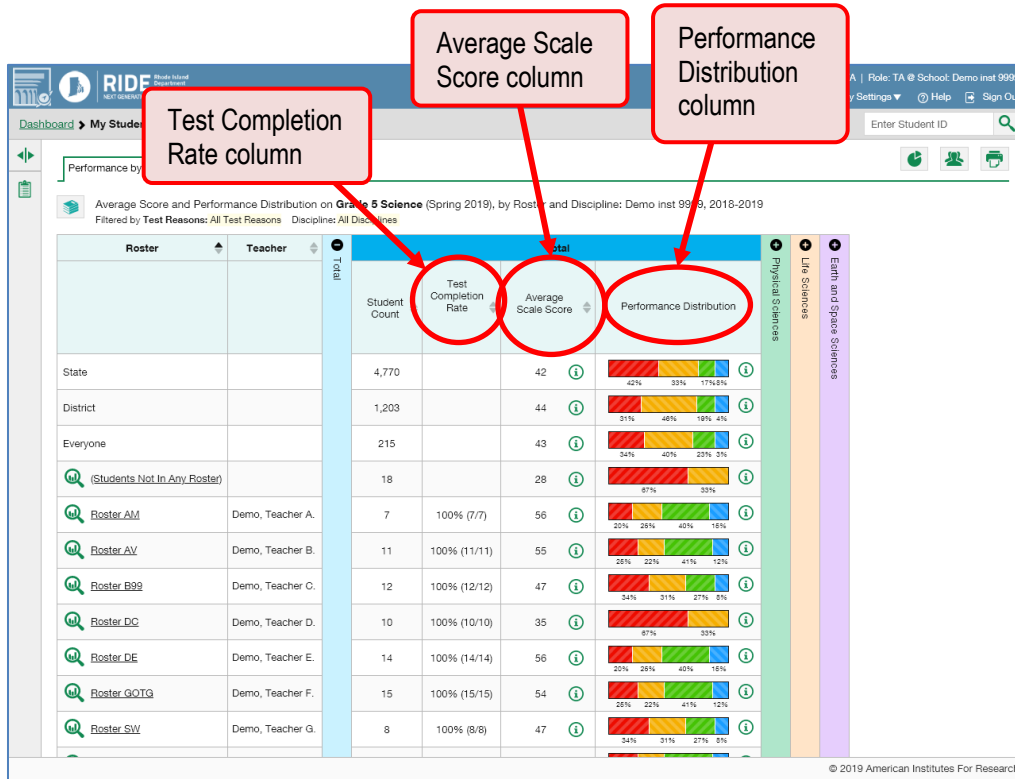 Average Scale
Score column
Performance
Distribution
column
Test Completion
Rate column
RIDE Rhode Island
Department
NEXT GENERA
A | Role: TA @ School: Demo inst 9999
y Settings▼ Help Sign Ou
Dashboard > My Stude
Enter Student ID
Performance by
Average Score and Performance Distribution on Grade 5 Science (Spring 2019), by Roster and Discipline: Demo inst 9999, 2018-2019
Filtered by Test Reasons: All Test Reasons Discipline: All Disciplines
Roster Teacher Total Total Physical Sciences Life Sciences Earth and Space Sciences
Student
Count
Test
Completion
Rate
Average
Scale Score
Performance Distribution
State 4,770 42
42% 33% 17% 8%
District 1,203 44
31% 46% 19% 4%
Everyone 215 43
34% 40% 23% 3%
(Students Not In Any Roster) 18 28
67% 33%
Roster AM Demo, Teacher A. 7 100% (7/7) 56
20% 25% 40% 15%
Roster AV Demo, Teacher B. 11 100% (11/11) 55
25% 22% 41% 12%
Roster B99 Demo, Teacher C. 12 100% (12/12) 47
34% 31% 27% 8%
Roster DC Demo, Teacher D. 10 100% (10/10) 35
67% 33%
Roster DE Demo, Teacher E. 14 100% (14/14) 56
20% 25% 40% 15%
Roster GOTG Demo, Teacher F. 15 100% (15/15) 54
25% 22% 41% 12%
Roster SW Demo, Teacher G. 8 100% (8/8) 47
34% 31% 27% 8%
© 2019 American Institutes For Research